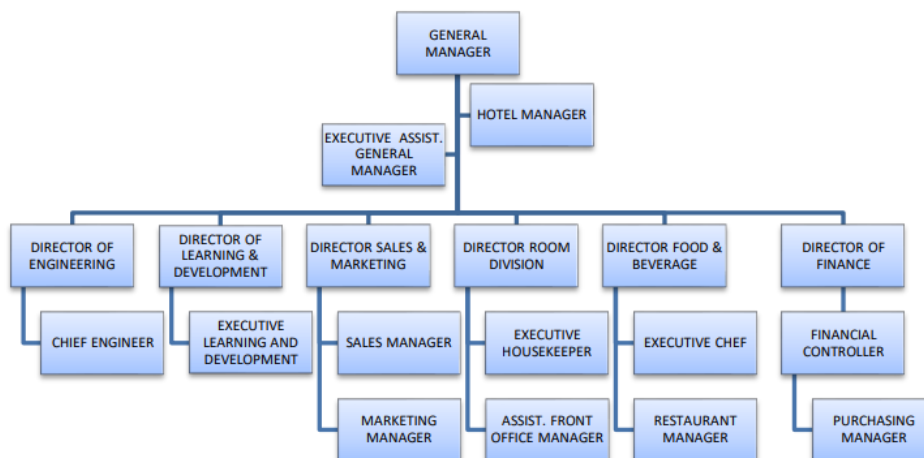 GENERAL
MANAGER
HOTEL MANAGER
EXECUTIVE ASSIST.
GENERAL
MANAGER
DIRECTOR OF
ENGINEERING
DIRECTOR OF
LEARNING &
DEVELOPMENT
DIRECTOR SALES &
MARKETING
DIRECTOR ROOM
DIVISION
DIRECTOR FOOD &
BEVERAGE
DIRECTOR OF
FINANCE
CHIEF ENGINEER
EXECUTIVE
LEARNING AND
DEVELOPMENT
SALES MANAGER
EXECUTIVE
HOUSEKEEPER
EXECUTIVE CHEF
FINANCIAL
CONTROLLER
MARKETING
MANAGER
ASSIST. FRONT
OFFICE MANAGER
RESTAURANT
MANAGER
PURCHASING
MANAGER